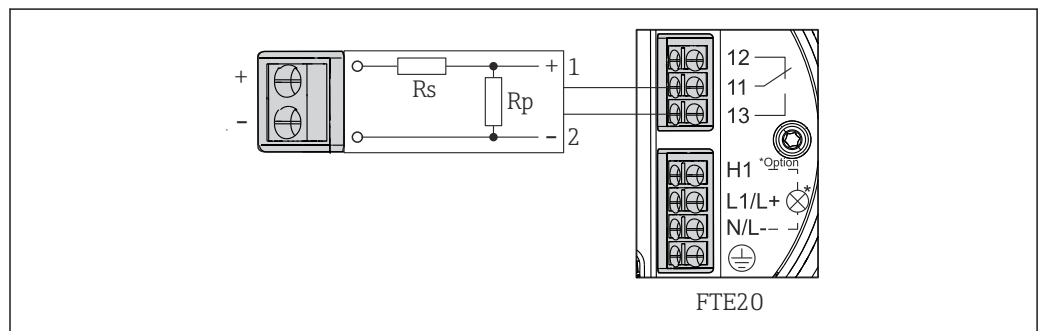 +
-
Rs
Rp
+ 1
- 2
12
11
13
H1 *Option
L1/L+ *
N/L-
FTE20